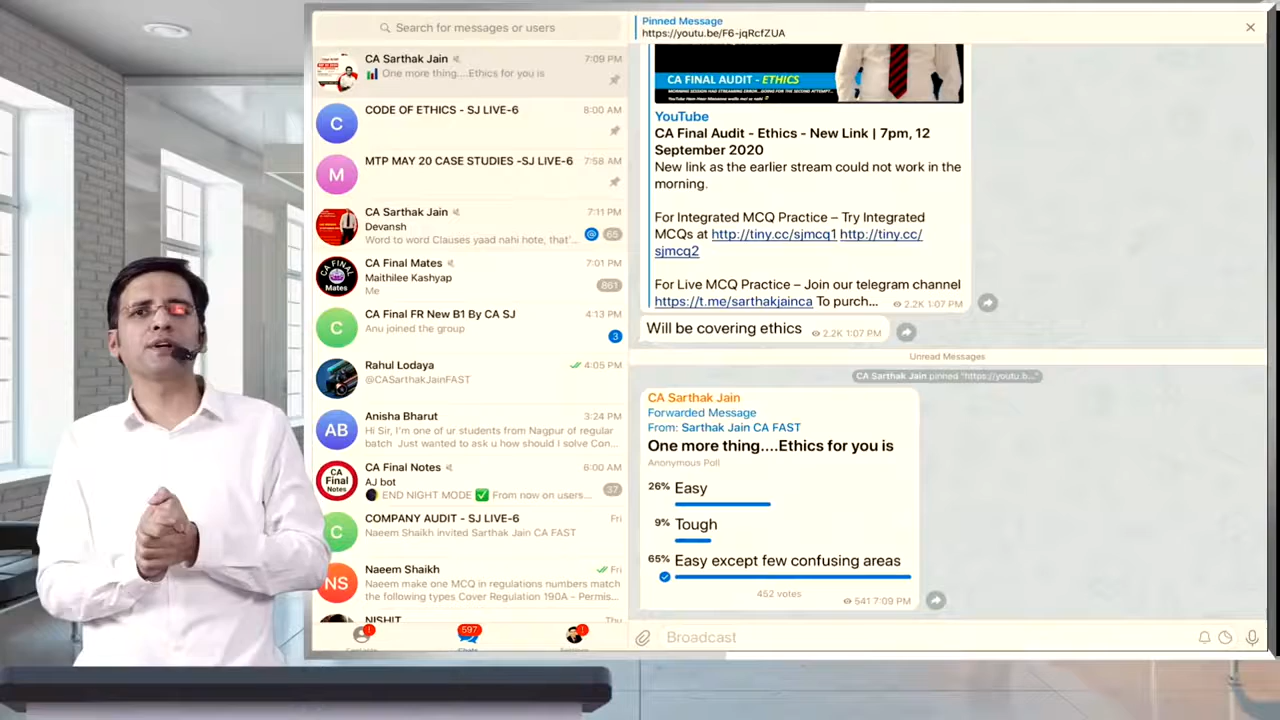 Search for messages or users
CA Sarthak Jain
7:09 PM
One more thing....Ethics for you is
C
CODE OF ETHICS - SJ LIVE-6
8:00 AM
M
MTP MAY 20 CASE STUDIES -SJ LIVE-6
7:58 AM
CA Sarthak Jain
7:11 PM
Devansh
Word to word Clauses yaad nahi hote, that'...
@
65
CA FINAL
Mates
CA Final Mates
7:01 PM
Maithilee Kashyap
Me
861
C
CA Final FR New B1 By CA SJ
4:13 PM
Anu joined the group
3
Rahul Lodaya
4:05 PM
@CASarthakJainFAST
AB
Anisha Bharut
3:24 PM
Hi Sir, I'm one of ur students from Nagpur of regular
batch Just wanted to ask u how should I solve Con...
CA
Final
Notes
CA Final Notes
6:00 AM
AJ bot
END NIGHT MODE ✅ From now on users...
37
C
COMPANY AUDIT - SJ LIVE-6
Fri
Naeem Shaikh invited Sarthak Jain CA FAST
NS
Naeem Shaikh
Fri
Naeem make one MCQ in regulations numbers match
the following types Cover Regulation 190A - Permis...
NISHIT
Thu
1
597
1
Pinned Message
https://youtu.be/F6-jqRcfZUA
CA FINAL AUDIT - ETHICS
YouTube
CA Final Audit - Ethics - New Link | 7pm, 12
September 2020
New link as the earlier stream could not work in the
morning.
For Integrated MCQ Practice – Try Integrated
MCQs at http://tiny.cc/sjmcq1 http://tiny.cc/
sjmcq2
For Live MCQ Practice – Join our telegram channel
https://t.me/sarthakjainca To purch...
2.2K 1:07 PM
Will be covering ethics
2.2K 1:07 PM
Unread Messages
CA Sarthak Jain pinned "https://youtu.b..."
CA Sarthak Jain
Forwarded Message
From: Sarthak Jain CA FAST
One more thing....Ethics for you is
Anonymous Poll
26% Easy
9% Tough
65% Easy except few confusing areas
452 votes
541 7:09 PM
Broadcast